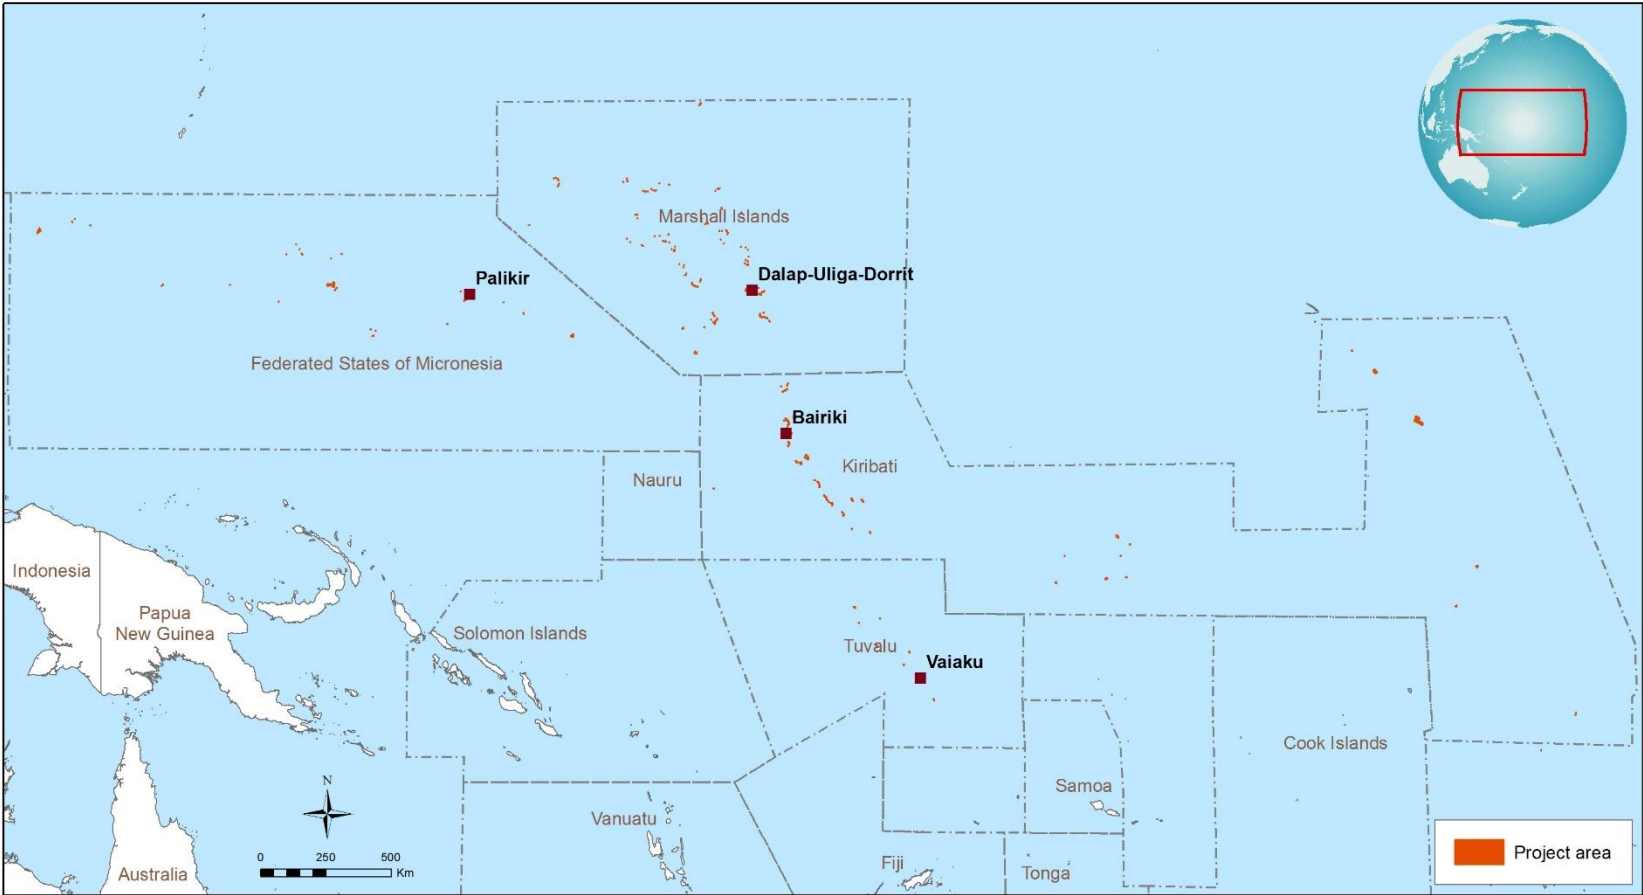 Marshall Islands
Palikir
Dalap-Uliga-Dorrit
Federated States of Micronesia
Bairiki
Kiribati
Nauru
Indonesia
Papua
New Guinea
Solomon Islands
Tuvalu
Vaiaku
Cook Islands
Samoa
N
Vanuatu
0 250 500
Km
Project area
Fiji
Tonga
Australia